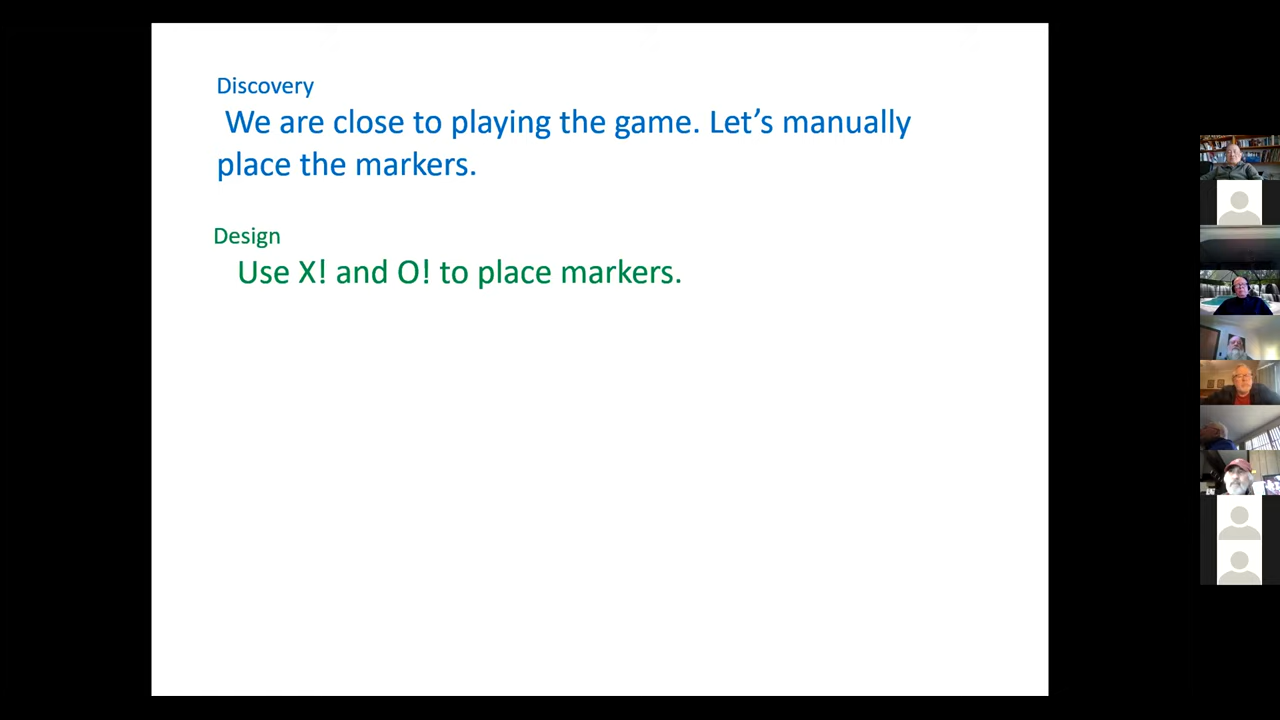 Discovery
We are close to playing the game. Let’s manually
place the markers.
Design
Use X! and O! to place markers.